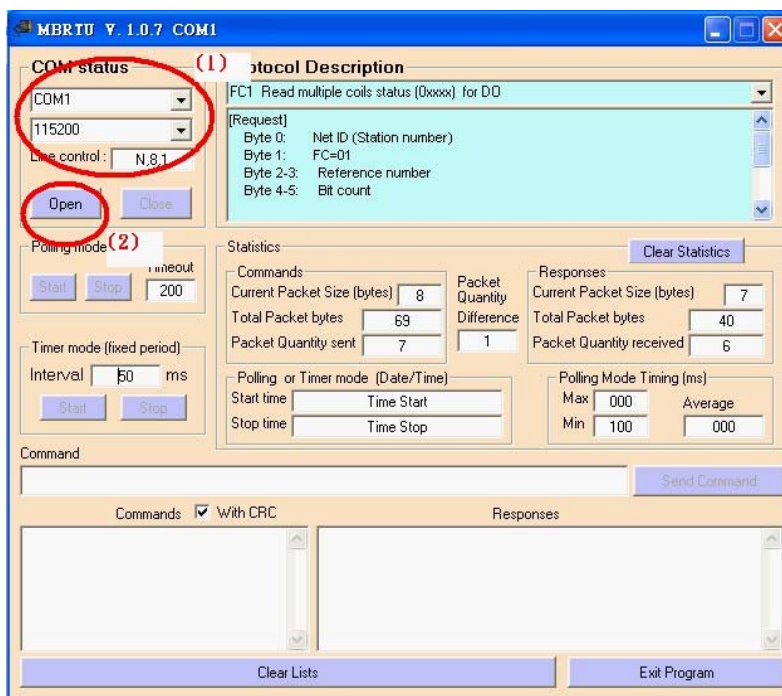 MBRTU V. 1.0.7 COM1
COM status
(1)
Protocol Description
COM1
115200
Line control : N,8,1
Open
Close
(2)
FC1 Read multiple coils status (0xxxx) for DO
[Request]
Byte 0: Net ID (Station number)
Byte 1: FC=01
Byte 2-3: Reference number
Byte 4-5: Bit count
Polling mode
Timeout
Start
Stop
200
Timer mode (fixed period)
Interval 50 ms
Start
Stop
Statistics
Clear Statistics
Commands
Current Packet Size (bytes) 8
Total Packet bytes 69
Packet Quantity sent 7
Packet
Quantity
Difference
1
Responses
Current Packet Size (bytes) 7
Total Packet bytes 40
Packet Quantity received 6
Polling or Timer mode (Date/Time)
Start time Time Start
Stop time Time Stop
Polling Mode Timing (ms)
Max 000
Min 100
Average
000
Command
Send Command
Commands With CRC
Responses
Clear Lists
Exit Program